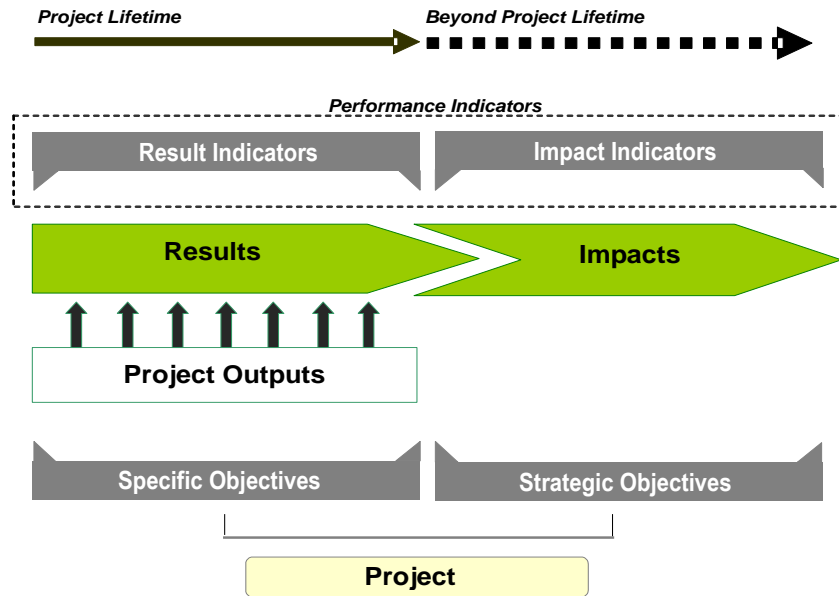 Project Lifetime
Beyond Project Lifetime
Performance Indicators
Result Indicators
Impact Indicators
Results
Impacts
Project Outputs
Specific Objectives
Strategic Objectives
Project